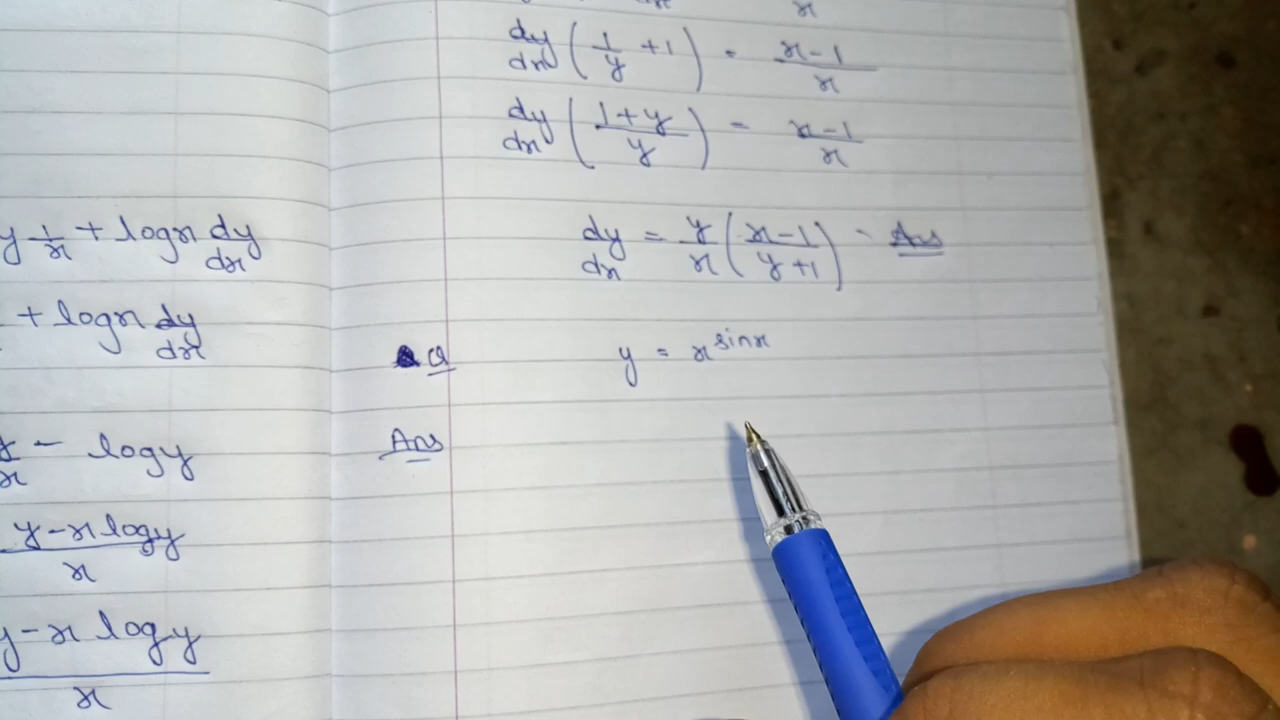 y 1/x + logx dy/dx
+ logx dy/dx
/x - logy
y-x logy/x
y-x logy/x
dy/dx (1/y +1) = x-1/x
dy/dx (1+y/y) = x-1/x
dy/dx = y/x (x-1/y+1) - Ans
Q y = x^sinx
Ans